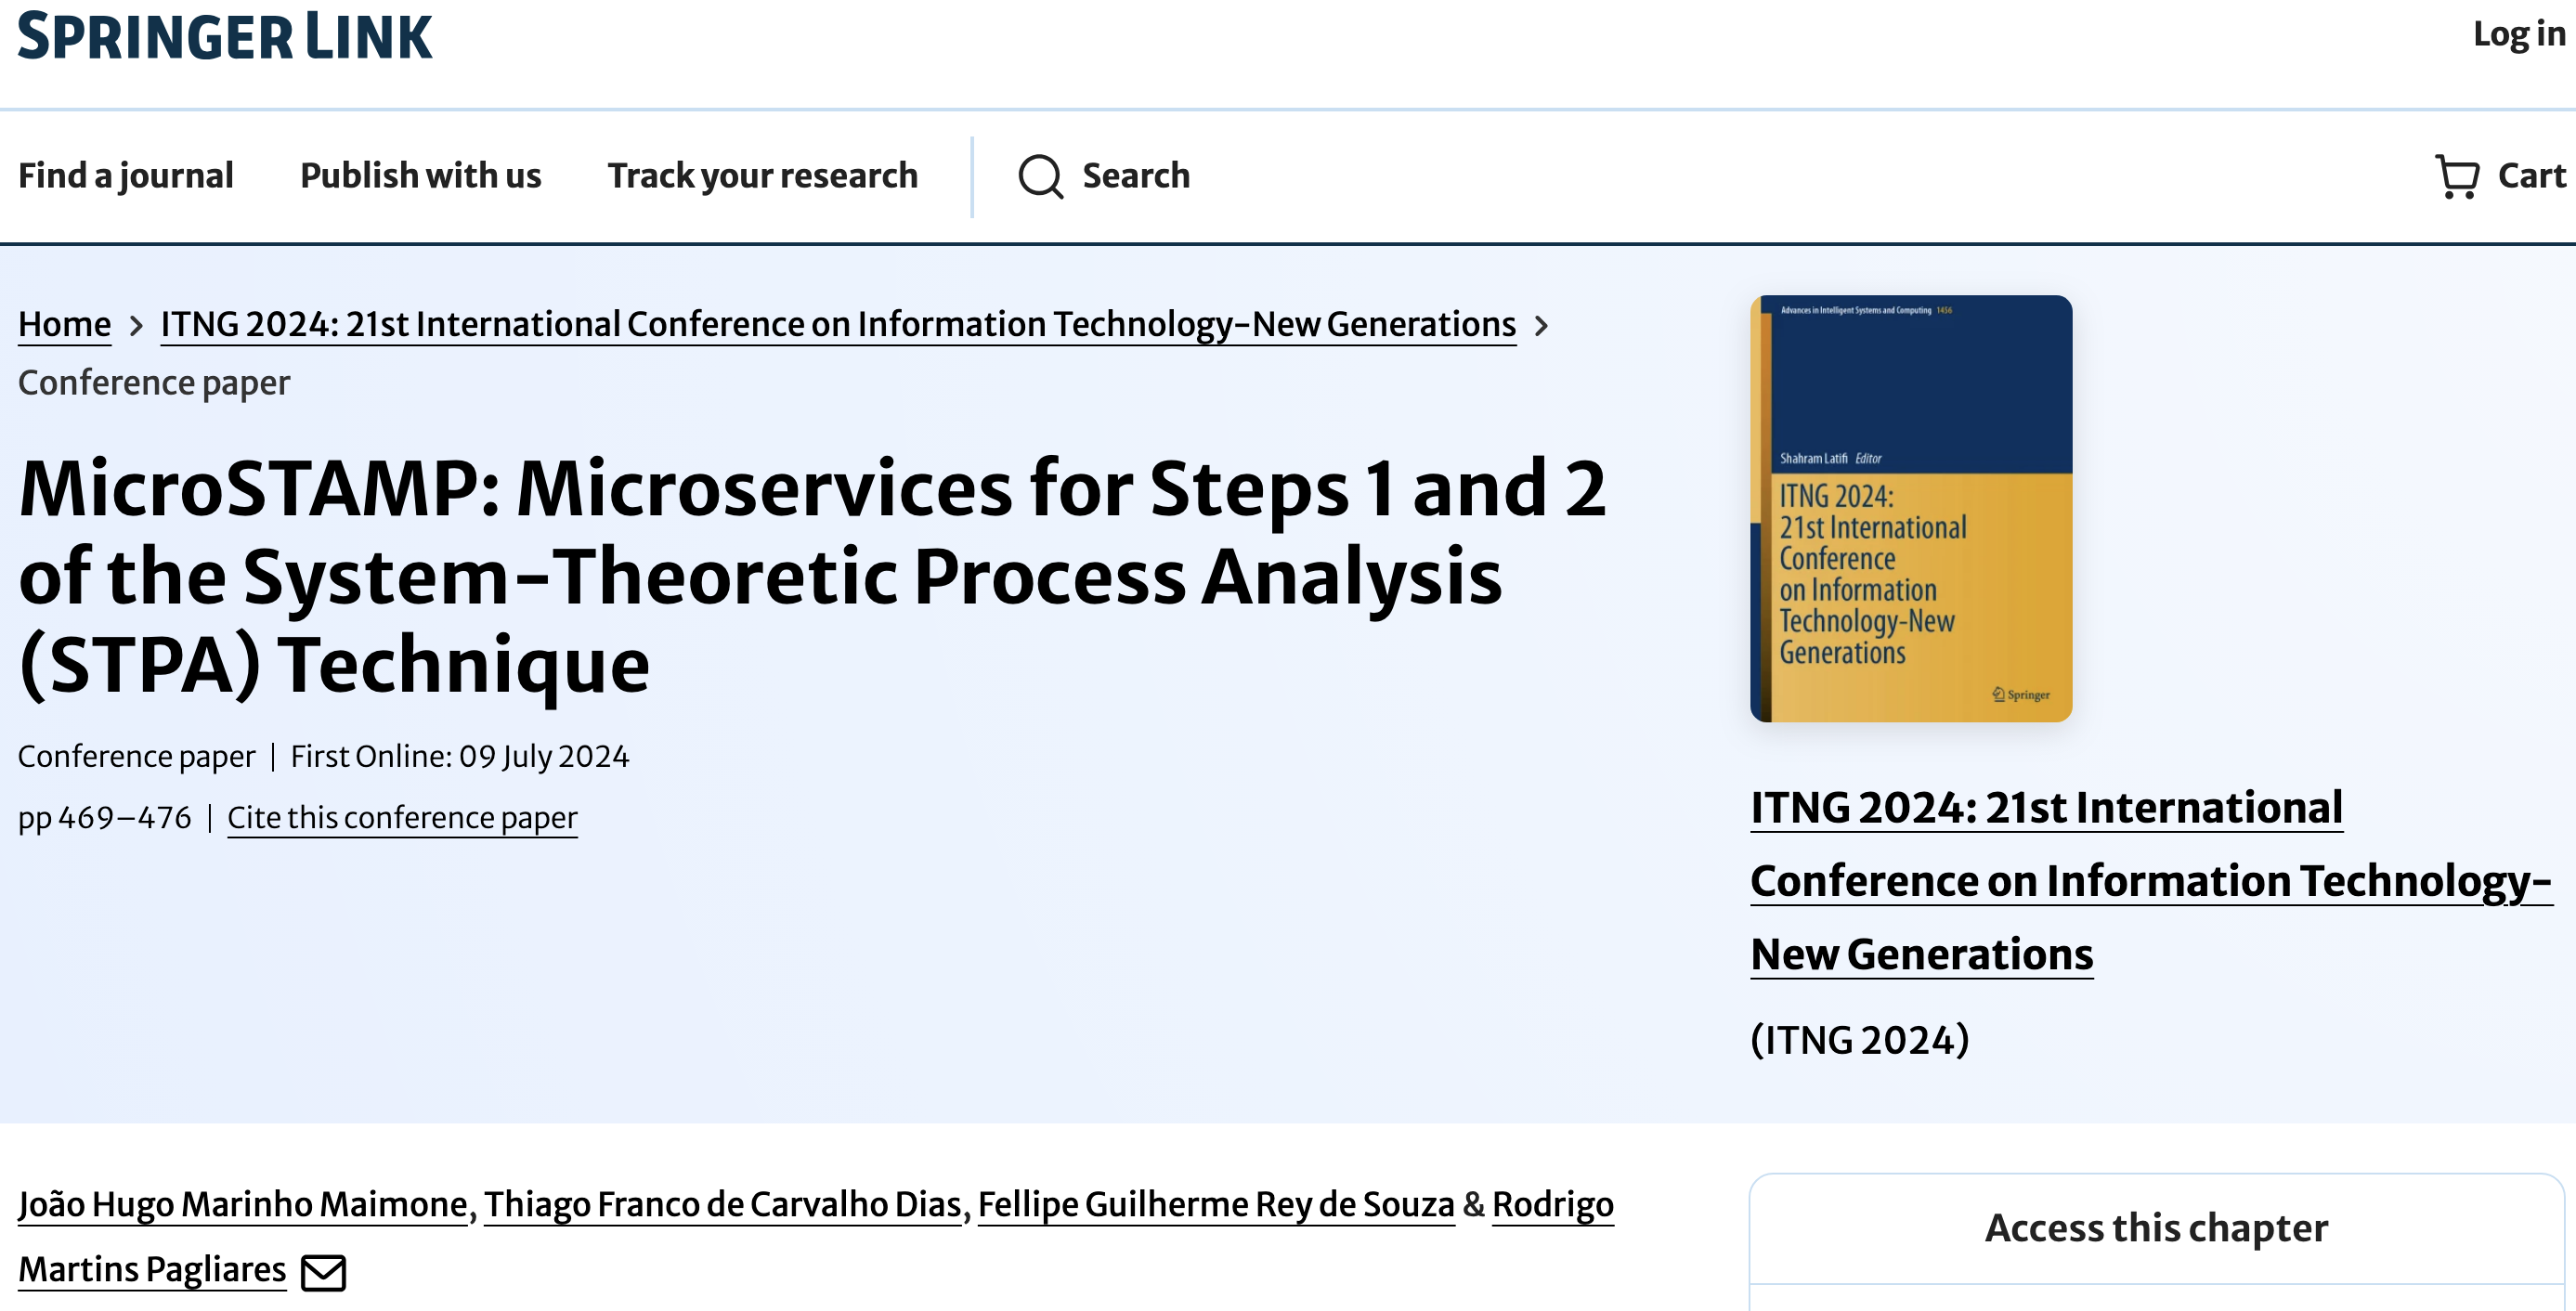 SPRINGER LINK
Log in
Find a journal
Publish with us
Track your research
Search
Cart
Home
ITNG 2024: 21st International Conference on Information Technology-New Generations
Conference paper
MicroSTAMP: Microservices for Steps 1 and 2
of the System-Theoretic Process Analysis
(STPA) Technique
Conference paper | First Online: 09 July 2024
pp 469–476 | Cite this conference paper
Advances in Intelligent Systems and Computing 1456
Shahram Latifi Editor
ITNG 2024:
21st International
Conference
on Information
Technology-New
Generations
Springer
ITNG 2024: 21st International
Conference on Information Technology-
New Generations
(ITNG 2024)
João Hugo Marinho Maimone, Thiago Franco de Carvalho Dias, Fellipe Guilherme Rey de Souza & Rodrigo
Martins Pagliares
Access this chapter